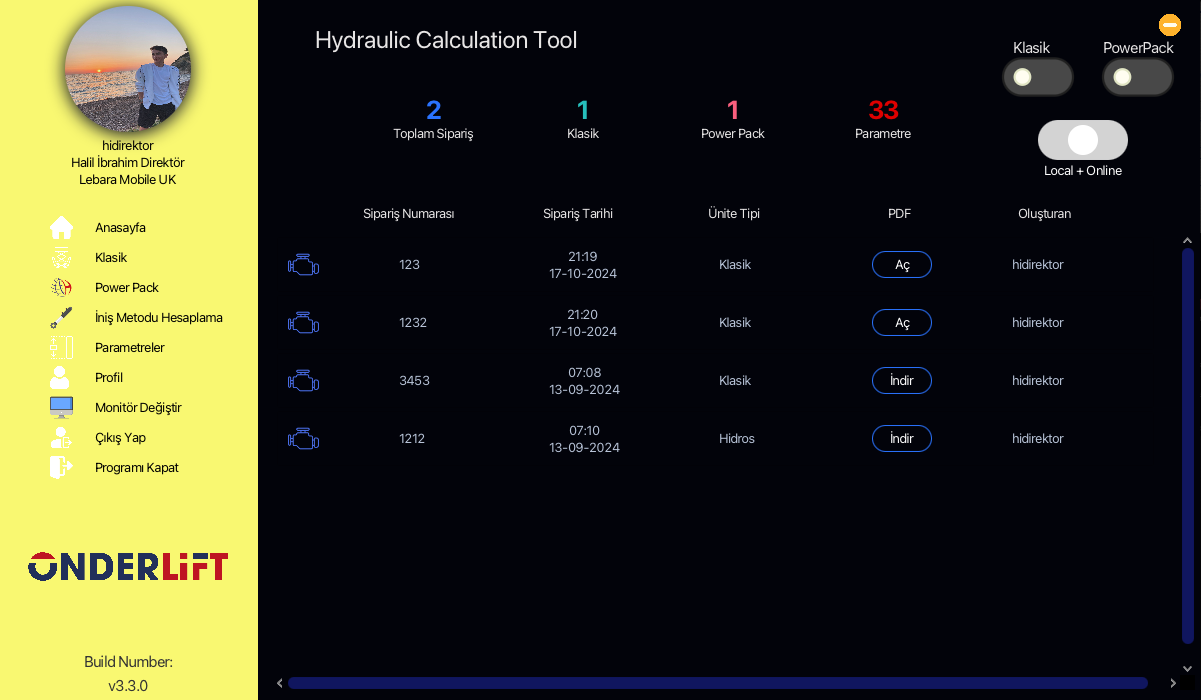 hidirektor
Halil İbrahim Direktör
Lebara Mobile UK
Anasayfa
Klasik
Power Pack
İniş Metodu Hesaplama
Parametreler
Profil
Monitör Değiştir
Çıkış Yap
Programı Kapat
ONDERLiFT
Build Number:
v3.3.0
Hydraulic Calculation Tool
Klasik PowerPack
2 1 1 33
Toplam Sipariş Klasik Power Pack Parametre
Local + Online
Sipariş Numarası Sipariş Tarihi Ünite Tipi PDF Oluşturan
123 21:19 17-10-2024 Klasik Aç hidirektor
1232 21:20 17-10-2024 Klasik Aç hidirektor
3453 07:08 13-09-2024 Klasik İndir hidirektor
1212 07:10 13-09-2024 Hidros İndir hidirektor